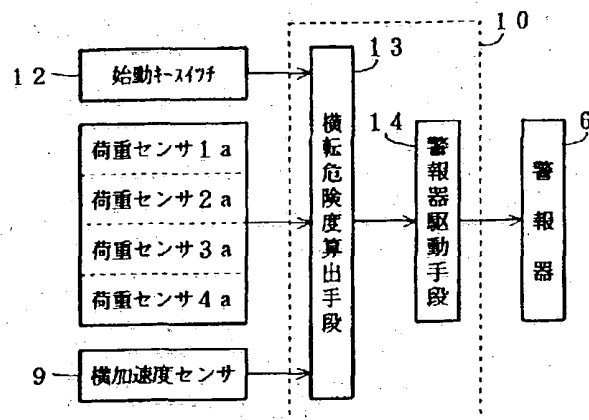 10
13
12
始動キースイッチ
14
6
荷重センサ1a
荷重センサ2a
荷重センサ3a
荷重センサ4a
横転危険度算出手段
警報器駆動手段
警報器
9
横加速度センサ